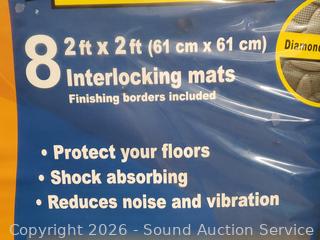 8 2 ft x 2 ft (61 cm x 61 cm)
Interlocking mats
Finishing borders included
Diamond
• Protect your floors
• Shock absorbing
• Reduces noise and vibration
Copyright 2026 - Sound Auction Service